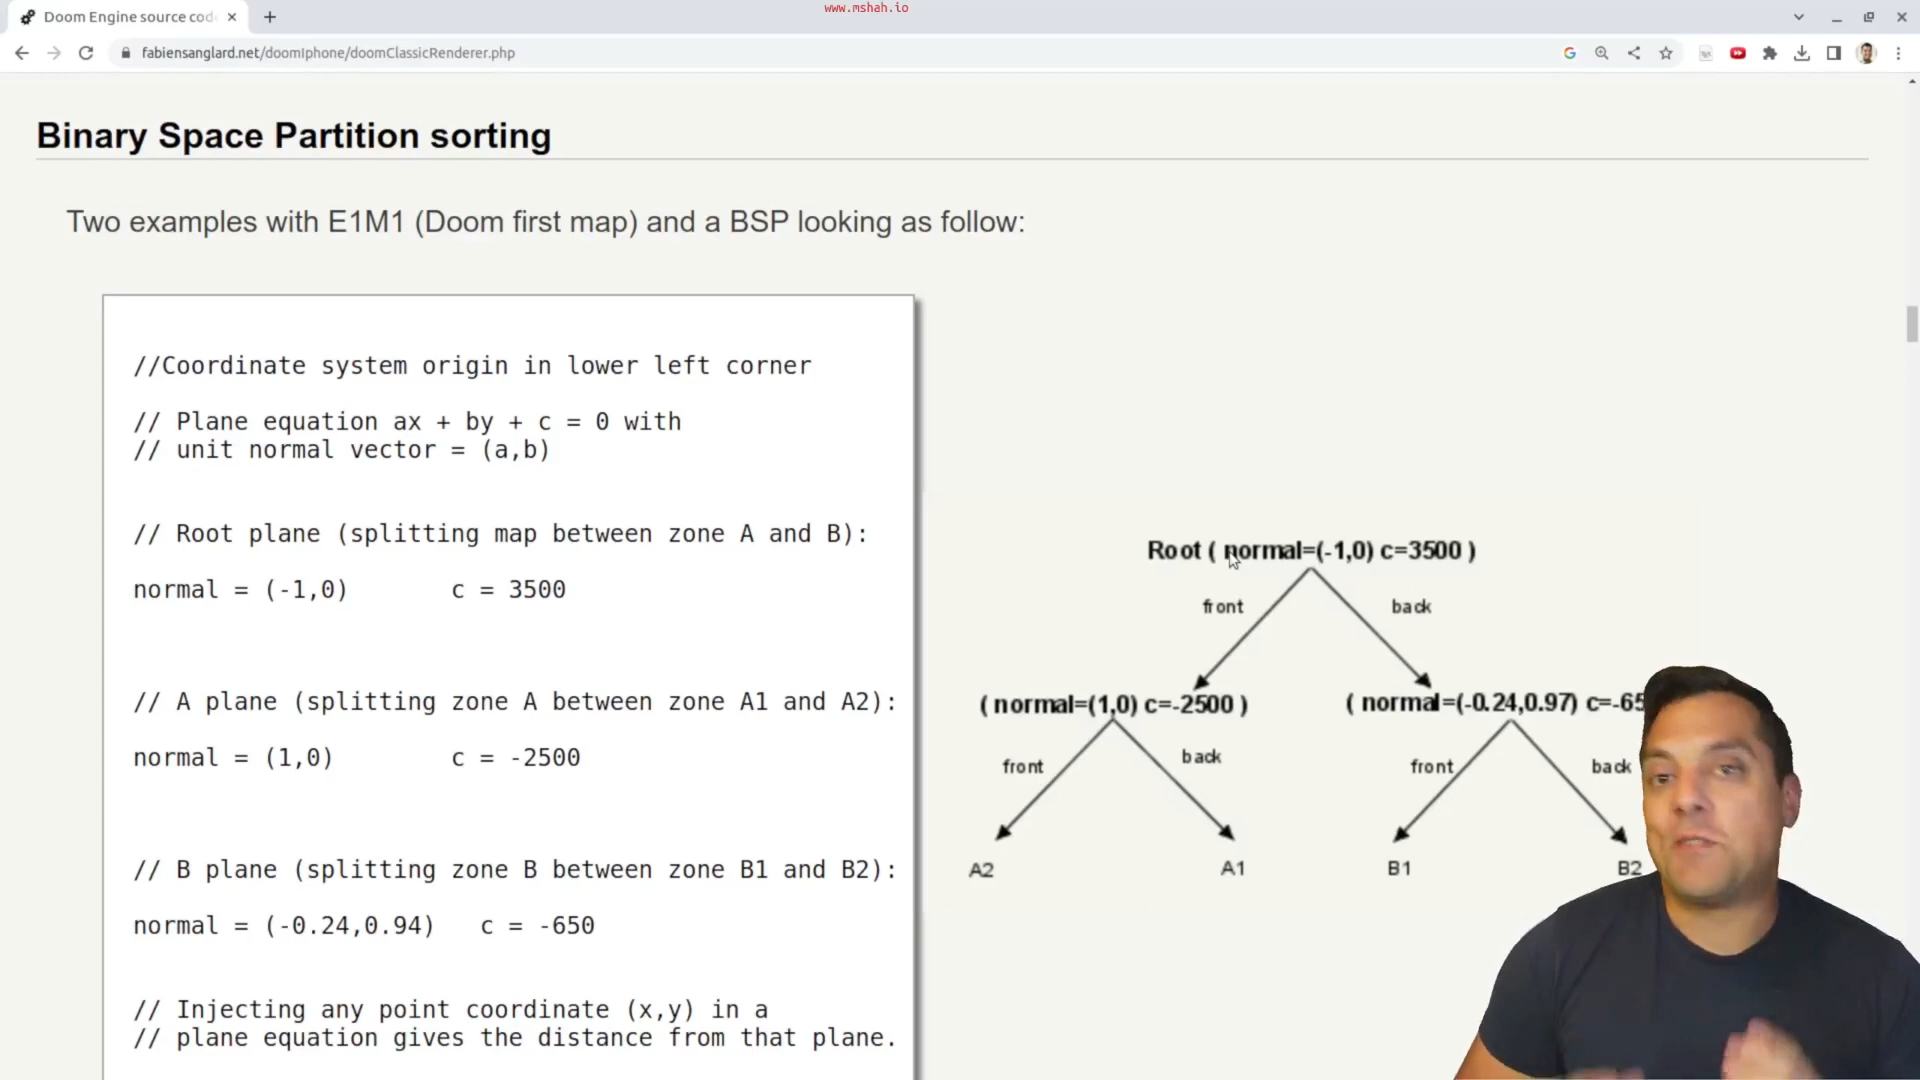 www.mshah.io
Doom Engine source cod
fabiensanglard.net/doomIphone/doomClassicRenderer.php
Binary Space Partition sorting
Two examples with E1M1 (Doom first map) and a BSP looking as follow:
//Coordinate system origin in lower left corner
// Plane equation ax + by + c = 0 with
// unit normal vector = (a,b)
// Root plane (splitting map between zone A and B):
normal = (-1,0) c = 3500
// A plane (splitting zone A between zone A1 and A2):
normal = (1,0) c = -2500
// B plane (splitting zone B between zone B1 and B2):
normal = (-0.24,0.94) c = -650
// Injecting any point coordinate (x,y) in a
// plane equation gives the distance from that plane.
Root ( normal=(-1,0) c=3500 )
front back
( normal=(1,0) c=-2500 ) ( normal=(-0.24,0.97) c=-65
front back front back
A2 A1 B1 B2